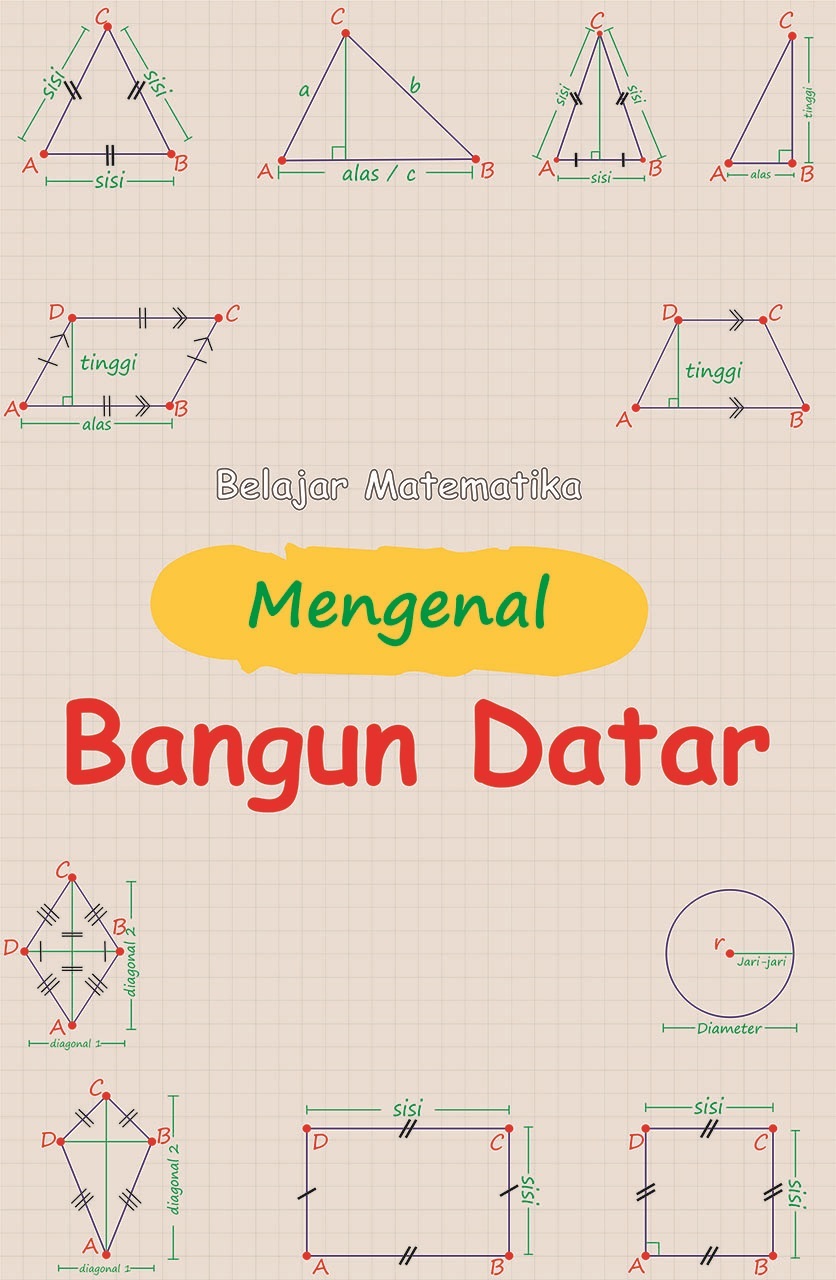 C
sisi
sisi
A
B
sisi
C
a
b
A
B
alas / c
C
sisi
sisi
A
B
sisi
C
tinggi
A
B
alas
D
C
tinggi
A
B
alas
D
C
tinggi
A
B
Belajar Matematika
Mengenal
Bangun Datar
C
D
B
A
diagonal 2
diagonal 1
r
Jari-jari
Diameter
C
D
B
A
diagonal 2
diagonal 1
sisi
D
C
sisi
A
B
sisi
D
C
sisi
A
B